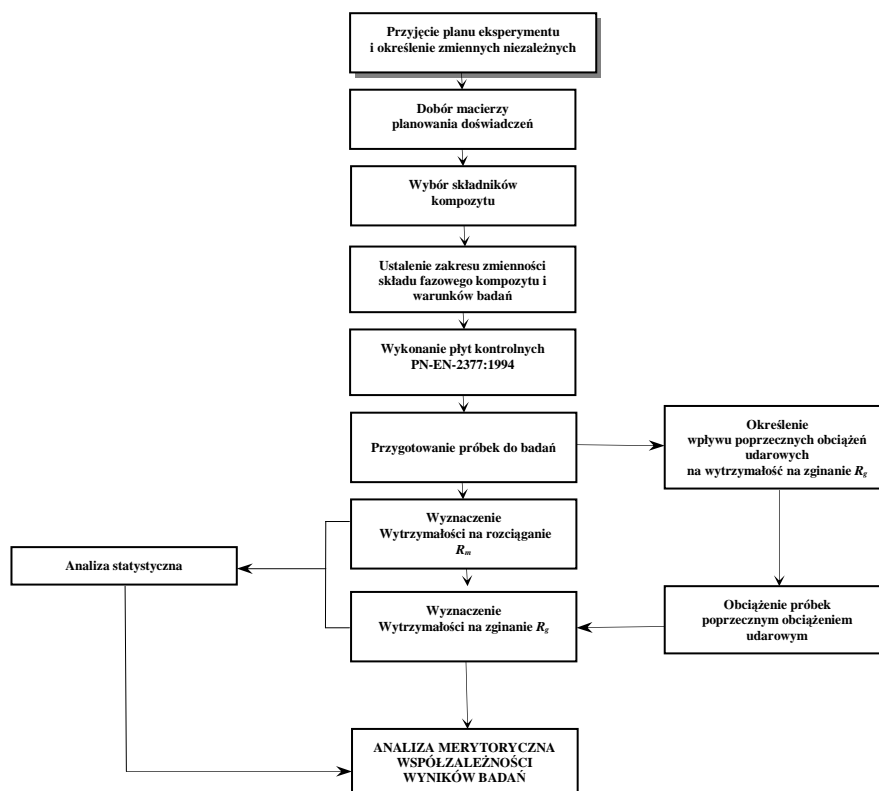 Przyjęcie planu eksperymentu
i określenie zmiennych niezależnych
Dobór macierzy
planowania doświadczeń
Wybór składników
kompozytu
Ustalenie zakresu zmienności
składu fazowego kompozytu i
warunków badań
Wykonanie płyt kontrolnych
PN-EN-2377:1994
Przygotowanie próbek do badań
Określenie
wpływu poprzecznych obciążeń
udarowych
na wytrzymałość na zginanie Rg
Wyznaczenie
Wytrzymałości na rozciąganie
Rm
Analiza statystyczna
Wyznaczenie
Wytrzymałości na zginanie Rg
Obciążenie próbek
poprzecznym obciążeniem
udarowym
ANALIZA MERYTORYCZNA
WSPÓŁZALEŻNOŚCI
WYNIKÓW BADAŃ